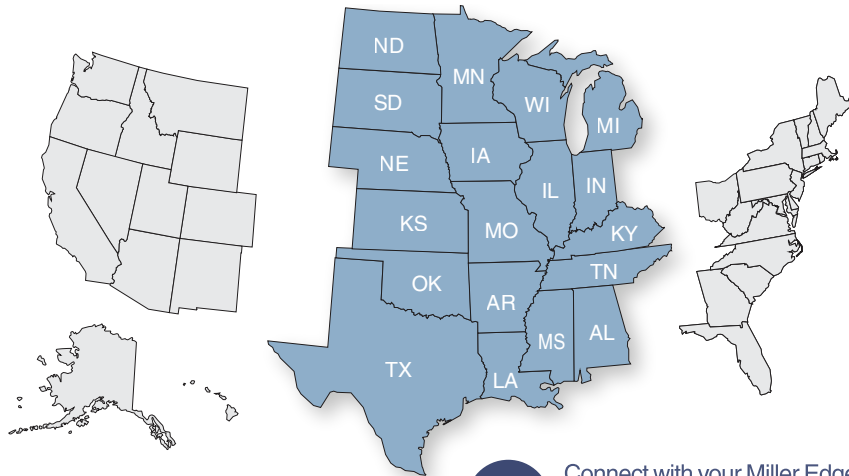 ND
MN
SD
WI
MI
NE
IA
IL
IN
KS
MO
KY
OK
TN
AR
MS
AL
TX
LA
Connect with your Miller Edge